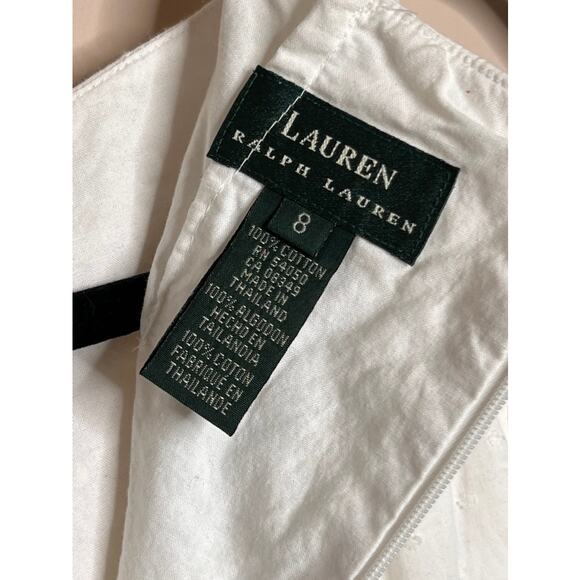 LAUREN
RALPH LAUREN
8
100% COTTON
RN 54050
CA 08349
MADE IN
THAILAND
100% ALGODON
HECHO EN
TAILANDIA
100% COTON
FABRIQUE EN
THAILANDE